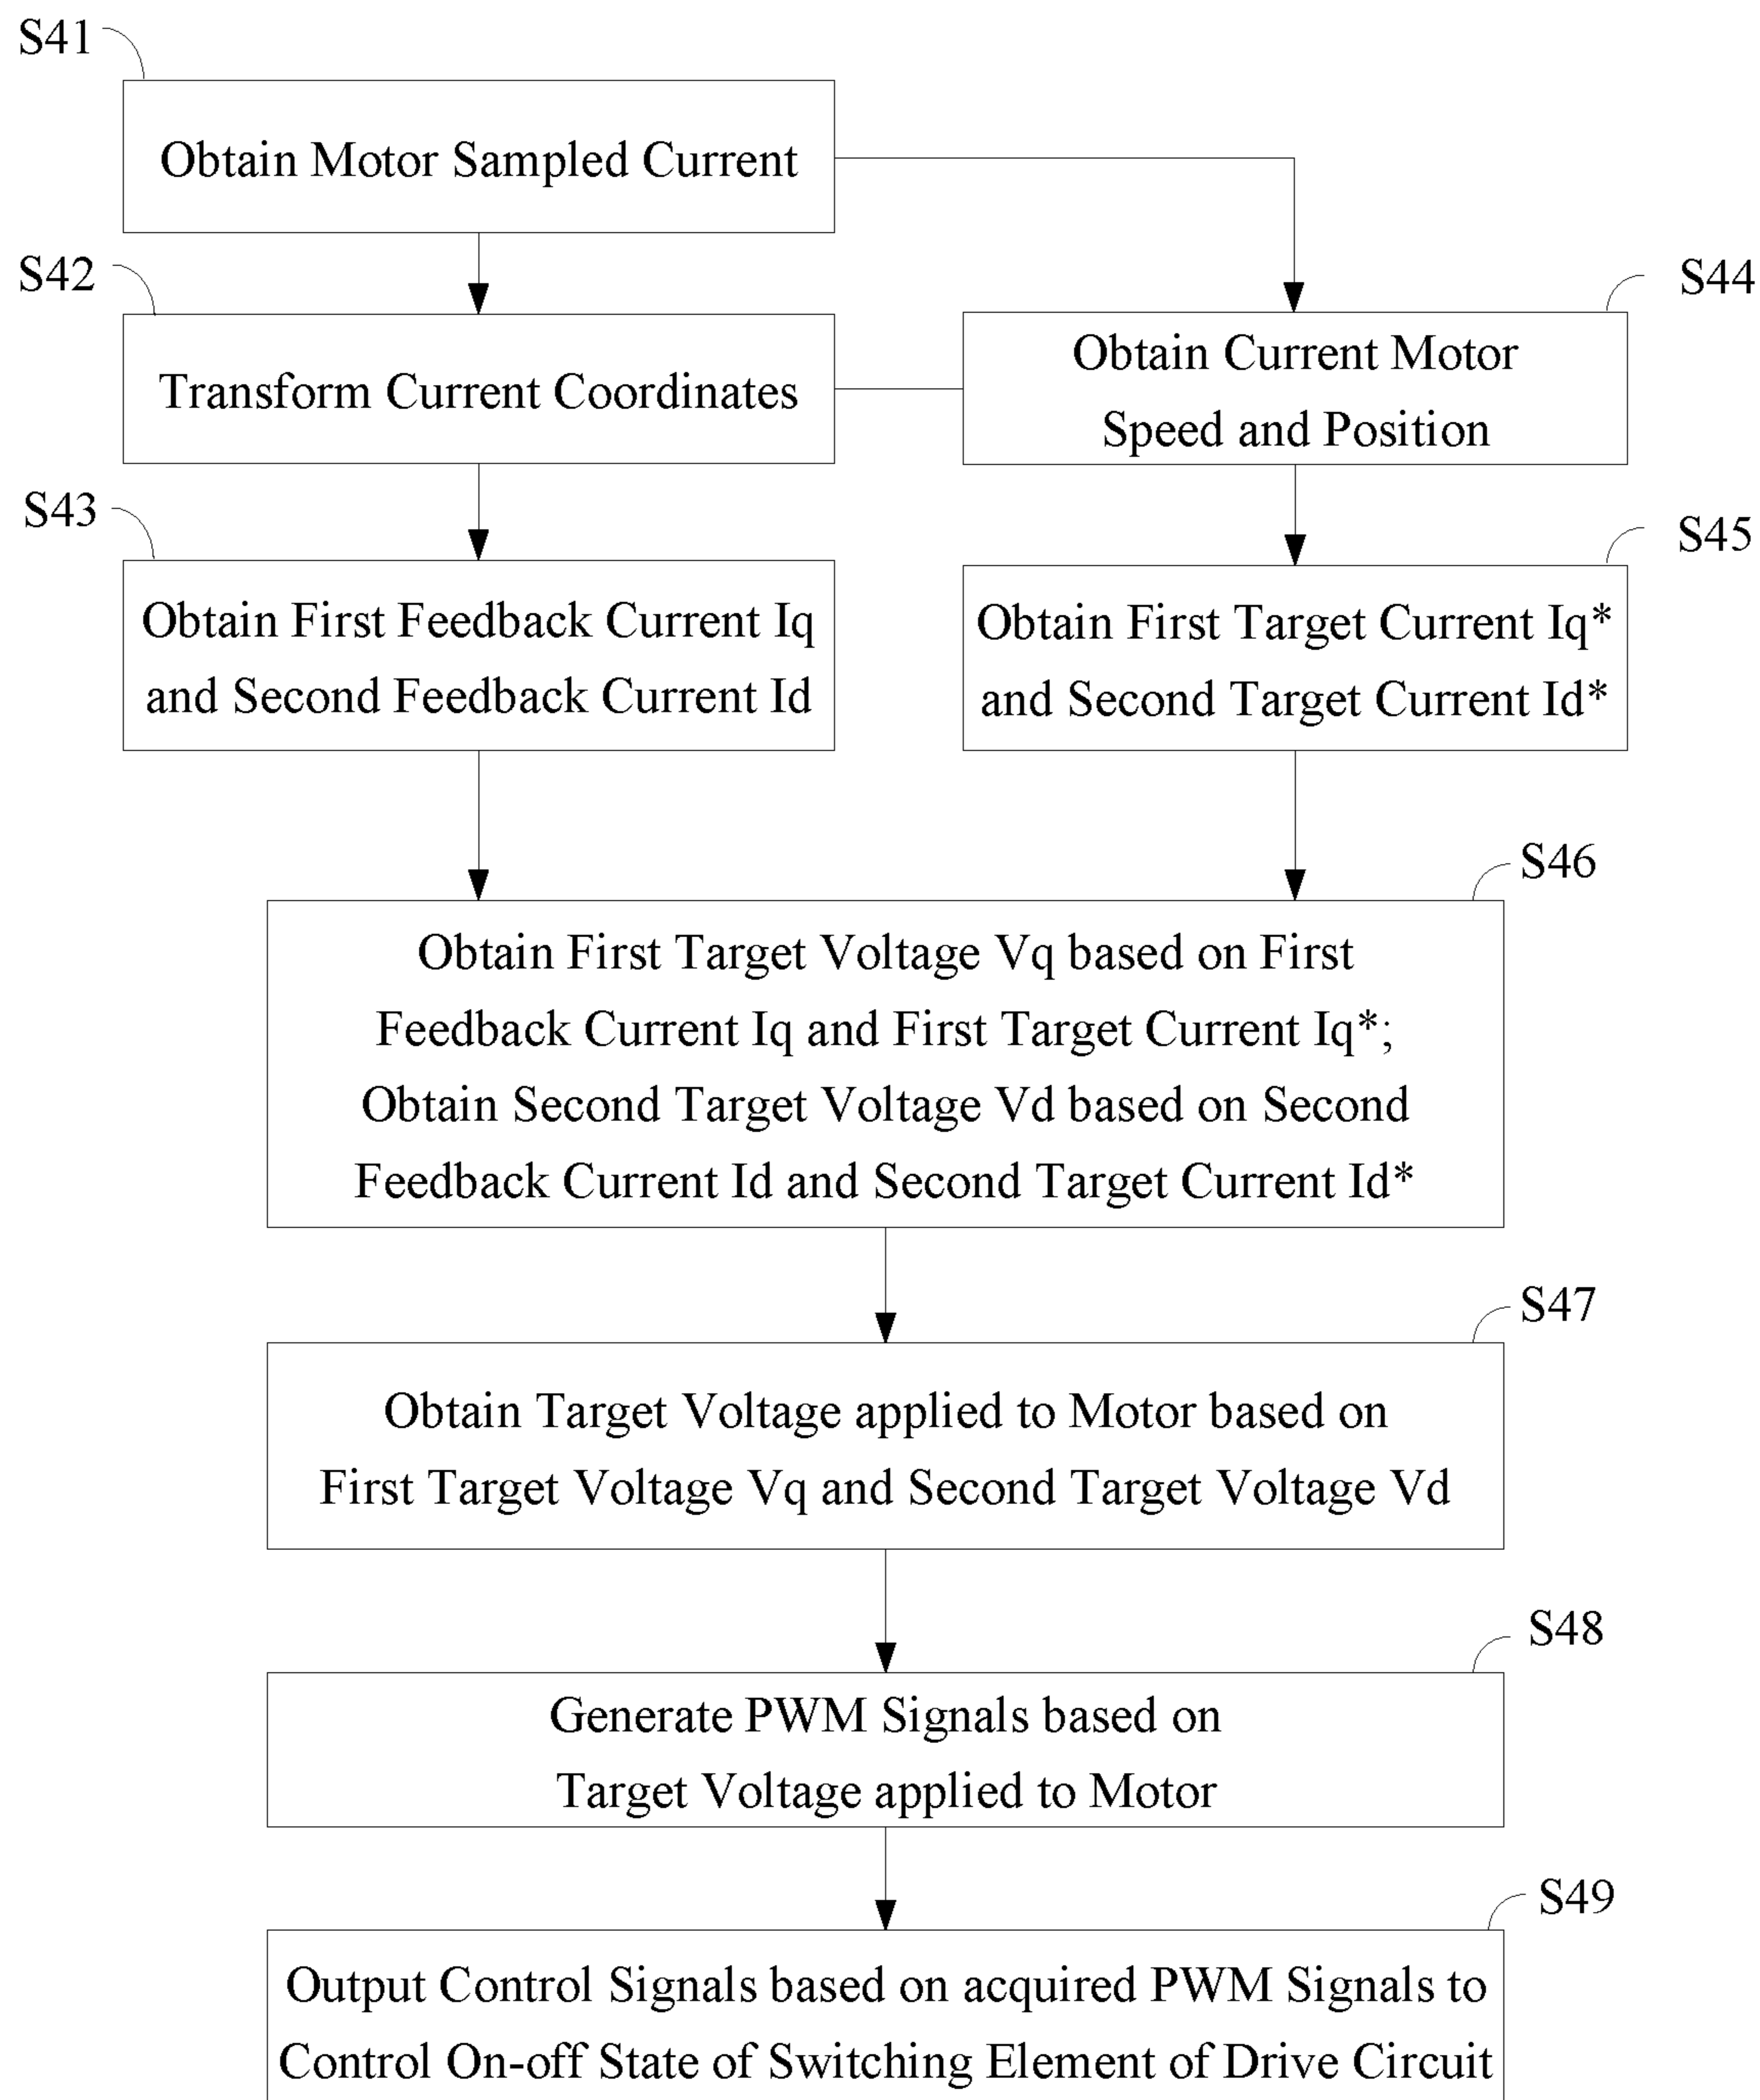 S41
Obtain Motor Sampled Current
S42
Transform Current Coordinates
S44
Obtain Current Motor
Speed and Position
S43
Obtain First Feedback Current Iq
and Second Feedback Current Id
S45
Obtain First Target Current Iq*
and Second Target Current Id*
S46
Obtain First Target Voltage Vq based on First
Feedback Current Iq and First Target Current Iq*;
Obtain Second Target Voltage Vd based on Second
Feedback Current Id and Second Target Current Id*
S47
Obtain Target Voltage applied to Motor based on
First Target Voltage Vq and Second Target Voltage Vd
S48
Generate PWM Signals based on
Target Voltage applied to Motor
S49
Output Control Signals based on acquired PWM Signals to
Control On-off State of Switching Element of Drive Circuit